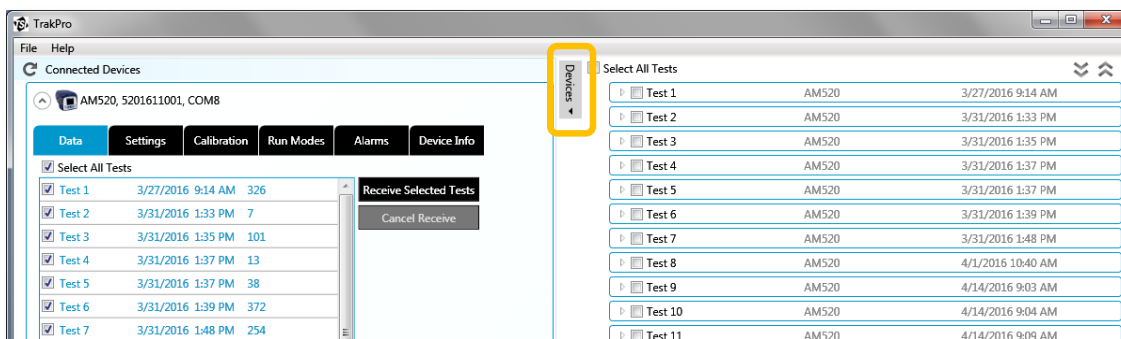 TrakPro
File Help
Connected Devices
AM520, 5201611001, COM8
Data Settings Calibration Run Modes Alarms Device Info
Select All Tests
Test 1 3/27/2016 9:14 AM 326
Test 2 3/31/2016 1:33 PM 7
Test 3 3/31/2016 1:35 PM 101
Test 4 3/31/2016 1:37 PM 13
Test 5 3/31/2016 1:37 PM 38
Test 6 3/31/2016 1:39 PM 372
Test 7 3/31/2016 1:48 PM 254
Receive Selected Tests
Cancel Receive
Devices
Select All Tests
Test 1 AM520 3/27/2016 9:14 AM
Test 2 AM520 3/31/2016 1:33 PM
Test 3 AM520 3/31/2016 1:35 PM
Test 4 AM520 3/31/2016 1:37 PM
Test 5 AM520 3/31/2016 1:37 PM
Test 6 AM520 3/31/2016 1:39 PM
Test 7 AM520 3/31/2016 1:48 PM
Test 8 AM520 4/1/2016 10:40 AM
Test 9 AM520 4/14/2016 9:03 AM
Test 10 AM520 4/14/2016 9:04 AM
Test 11 AM520 4/14/2016 9:09 AM